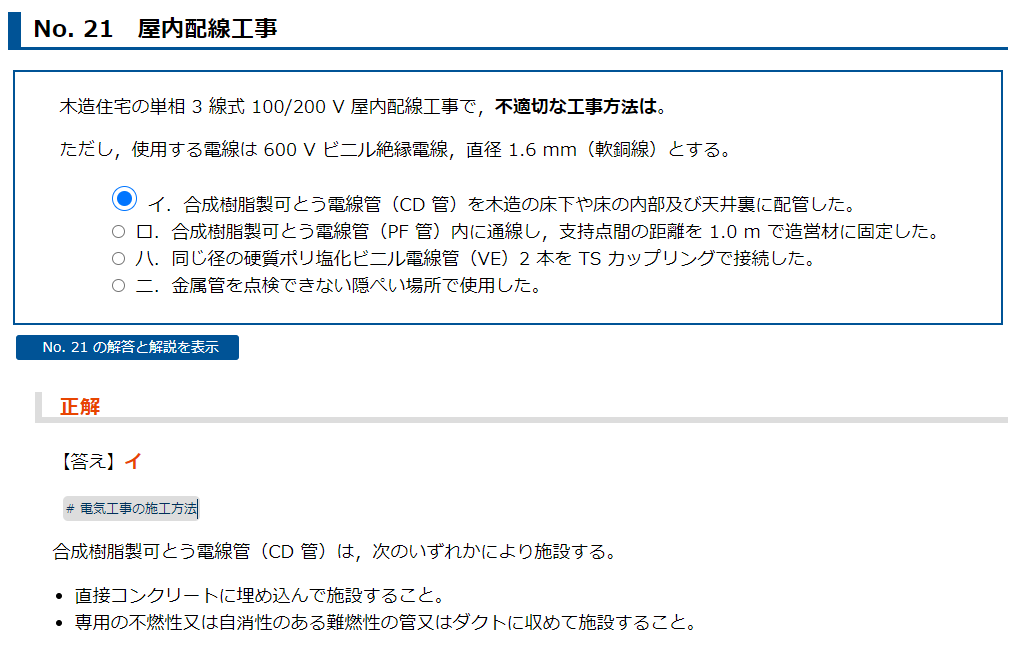 No. 21　屋内配線工事
木造住宅の単相 3 線式 100/200 V 屋内配線工事で，不適切な工事方法は。
ただし，使用する電線は 600 V ビニル絶縁電線，直径 1.6 mm（軟銅線）とする。
イ．合成樹脂製可とう電線管（CD 管）を木造の床下や床の内部及び天井裏に配管した。
ロ．合成樹脂製可とう電線管（PF 管）内に通線し，支持点間の距離を 1.0 m で造営材に固定した。
ハ．同じ径の硬質ポリ塩化ビニル電線管（VE）2 本を TS カップリングで接続した。
ニ．金属管を点検できない隠ぺい場所で使用した。
No. 21 の解答と解説を表示
正解
【答え】イ
# 電気工事の施工方法
合成樹脂製可とう電線管（CD 管）は，次のいずれかにより施設する。
• 直接コンクリートに埋め込んで施設すること。
• 専用の不燃性又は自消性のある難燃性の管又はダクトに収めて施設すること。